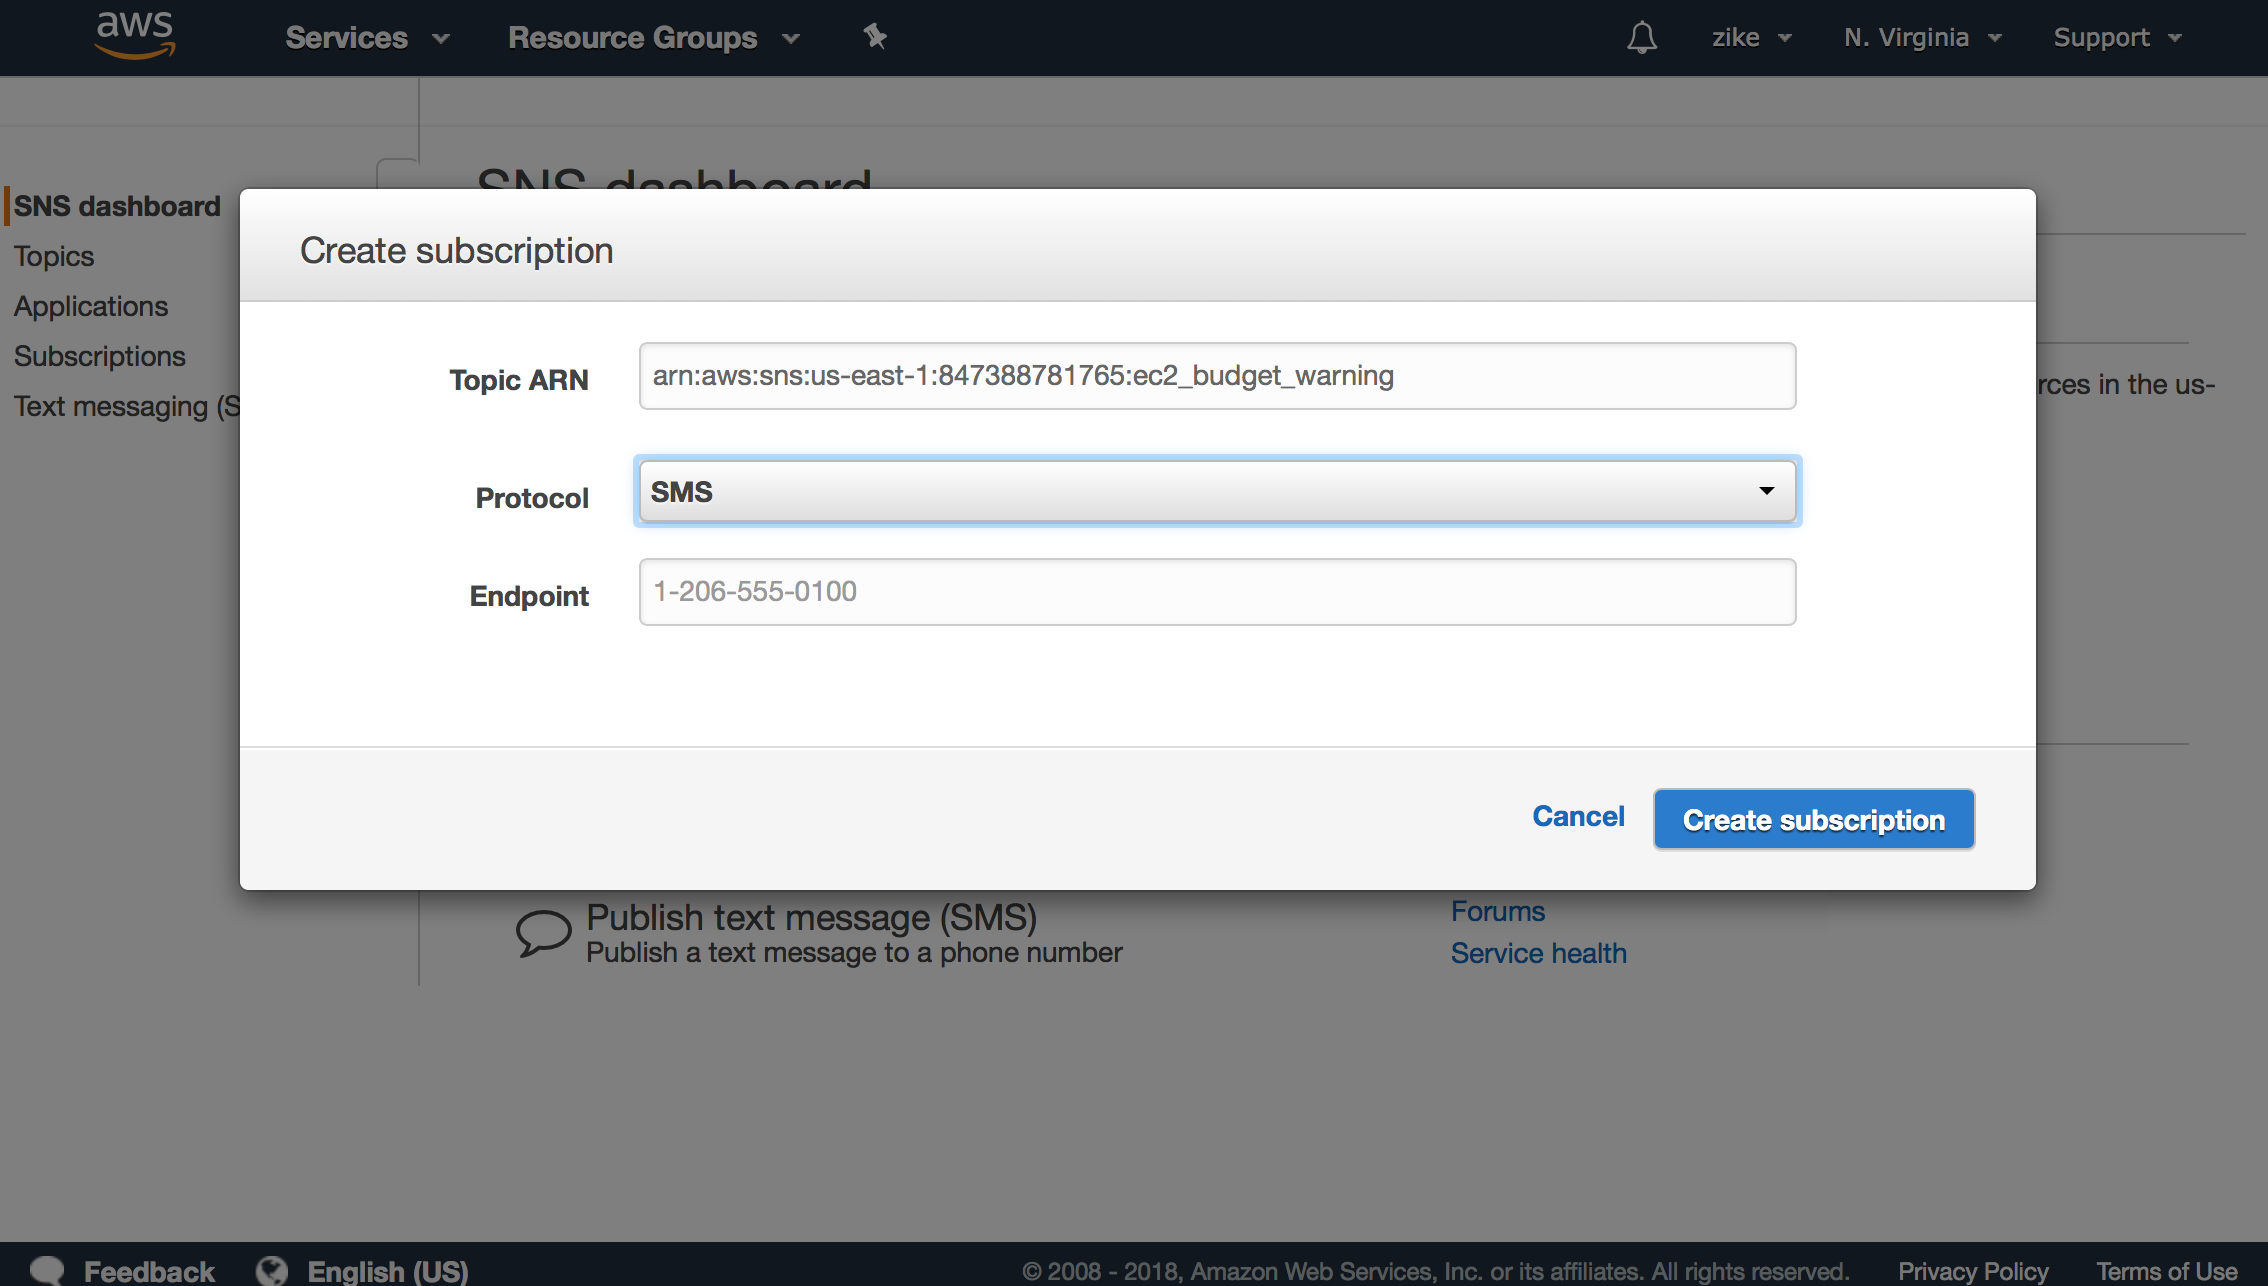 aws
Services
Resource Groups
zike
N. Virginia
Support
SNS dashboard
SNS dashboard
Topics
Applications
Subscriptions
Text messaging (S
Create subscription
Topic ARN
arn:aws:sns:us-east-1:847388781765:ec2_budget_warning
Protocol
SMS
Endpoint
1-206-555-0100
rces in the us-
Cancel
Create subscription
Publish text message (SMS)
Publish a text message to a phone number
Forums
Service health
Feedback
English (US)
© 2008 - 2018, Amazon Web Services, Inc. or its affiliates. All rights reserved.
Privacy Policy
Terms of Use